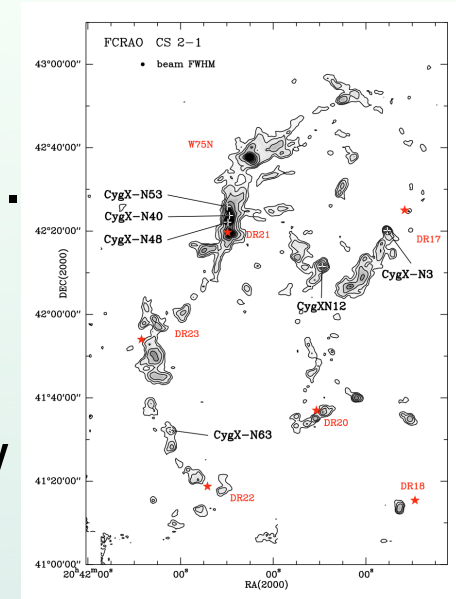 FCRAO CS 2-1
beam FWHM
43°00′00″
42°40′00″
42°20′00″
42°00′00″
41°40′00″
41°20′00″
41°00′00″
DEC(2000)
W75N
CygX-N53
CygX-N40
CygX-N48
DR21
DR17
CygX-N3
CygXN12
DR23
DR20
CygX-N63
DR22
DR18
20ʰ42ᵐ00ˢ
00ˢ
00ˢ
00ˢ
RA(2000)